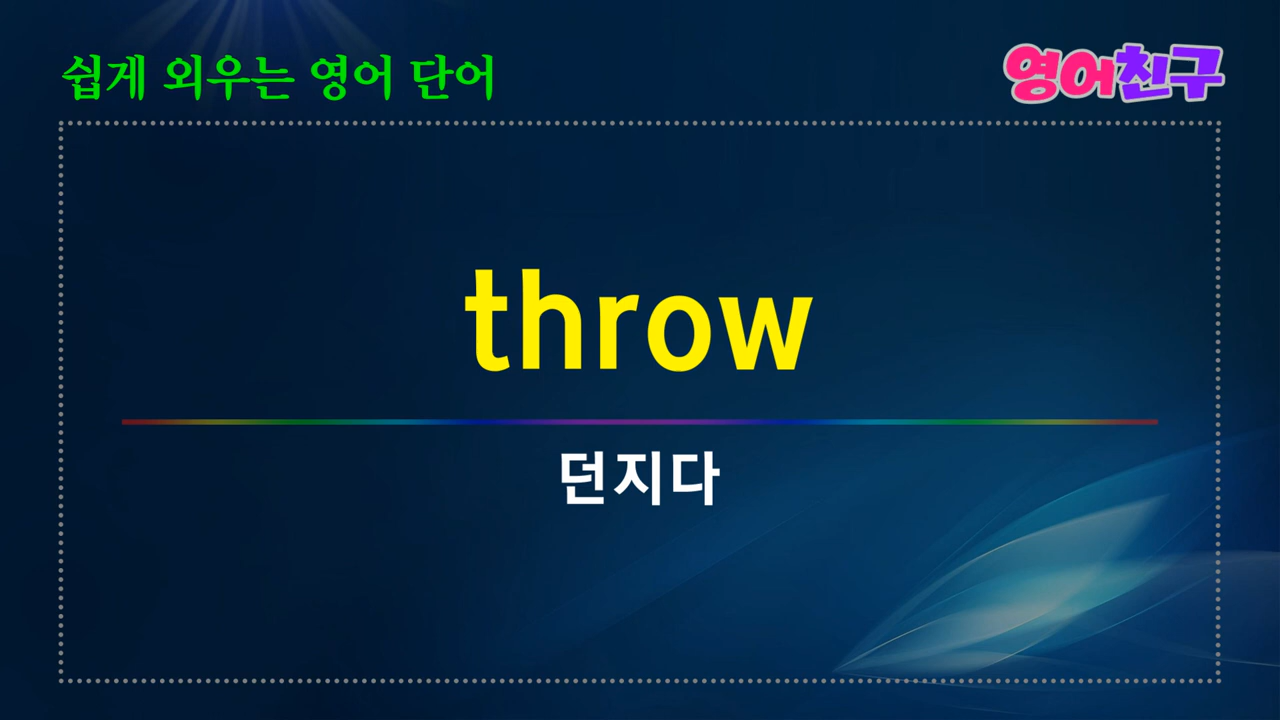 쉽게 외우는 영어 단어
영어친구
throw
던지다